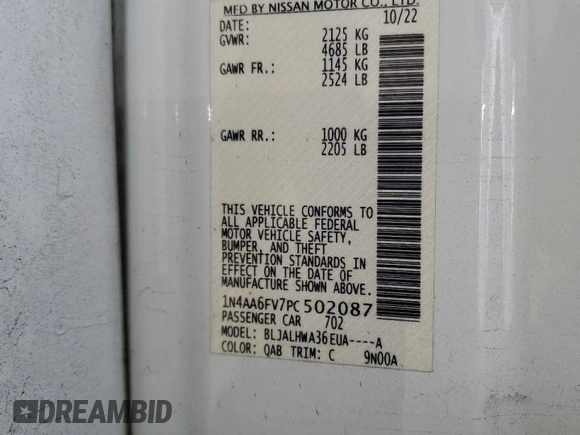 MFD BY NISSAN MOTOR CO., LTD.
DATE: 10/22
GVWR: 2125 KG
4685 LB
GAWR FR.: 1145 KG
2524 LB
GAWR RR.: 1000 KG
2205 LB
THIS VEHICLE CONFORMS TO
ALL APPLICABLE FEDERAL
MOTOR VEHICLE SAFETY,
BUMPER, AND THEFT
PREVENTION STANDARDS IN
EFFECT ON THE DATE OF
MANUFACTURE SHOWN ABOVE.
1N4AA6FV7PC502087
PASSENGER CAR 702
MODEL: BLJALHWA36EUA----A
COLOR: QAB TRIM: C 9N00A
DREAMBID